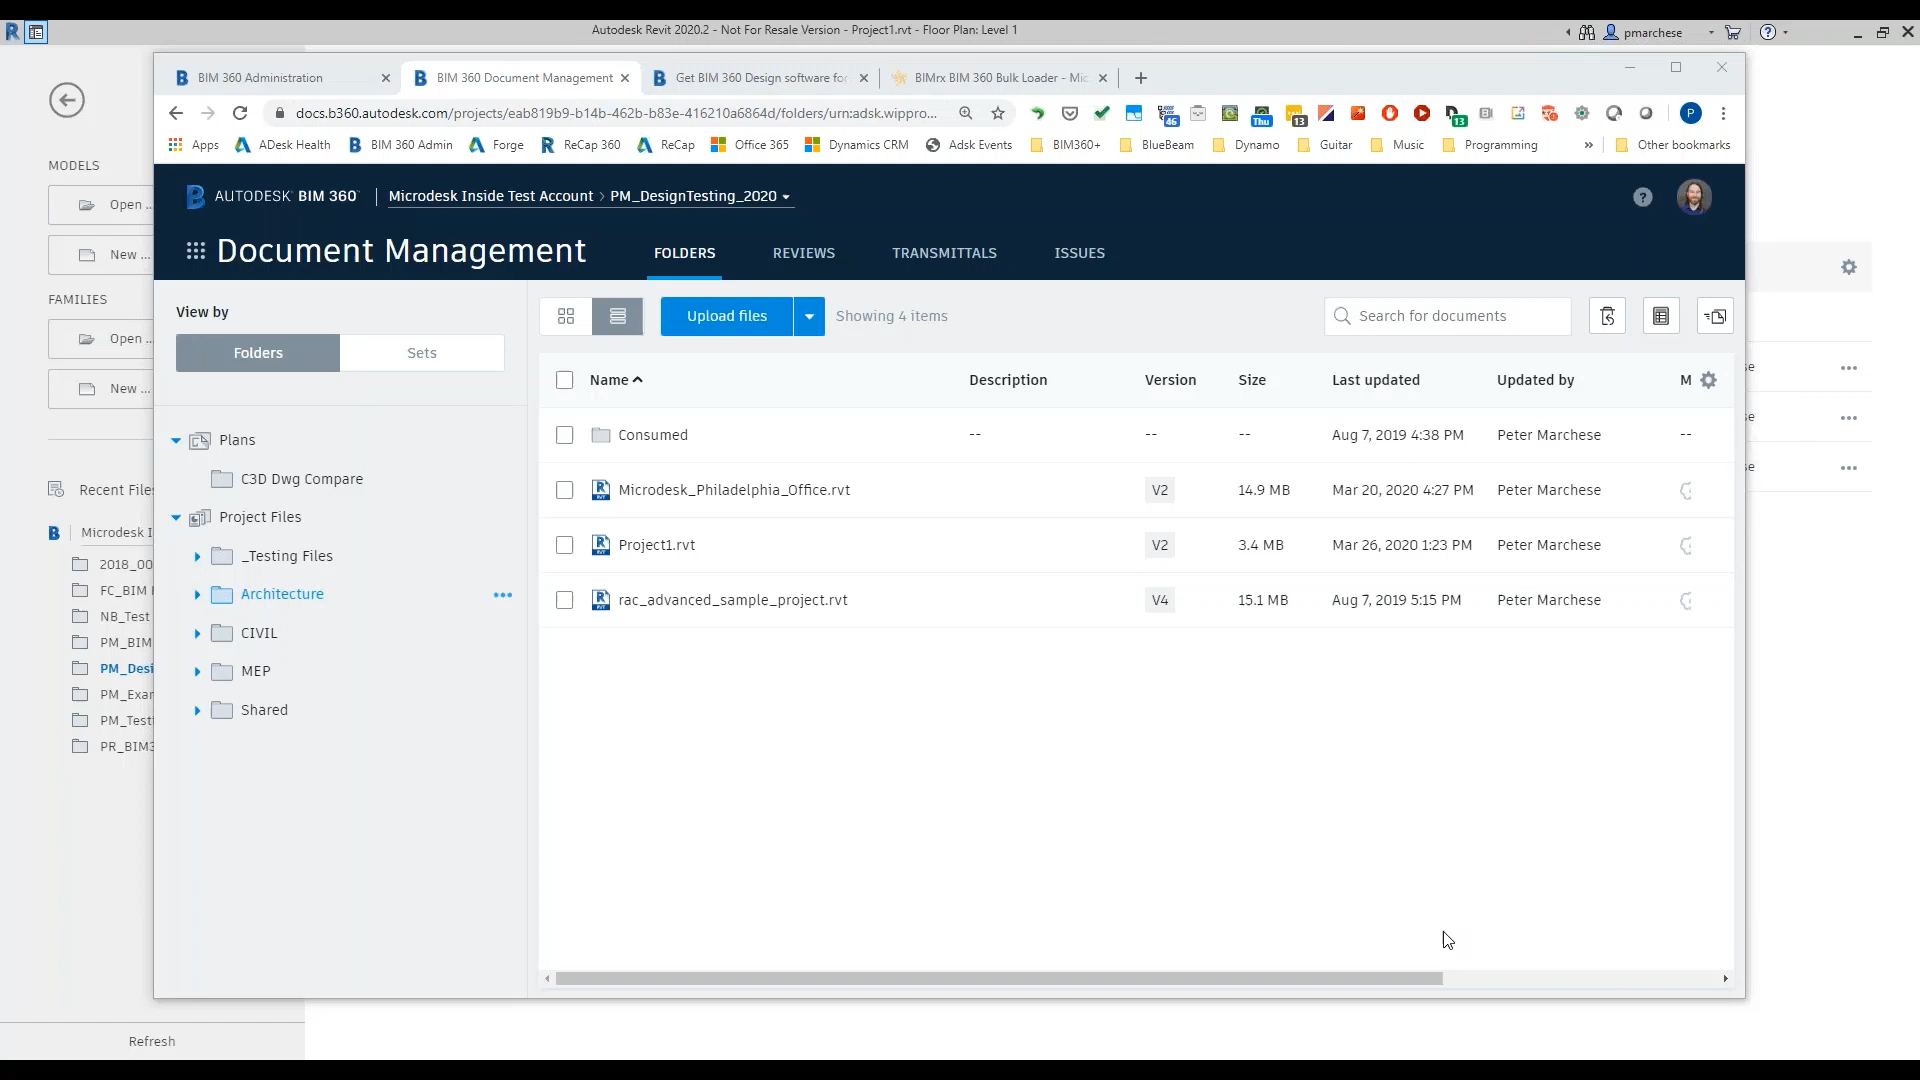 Autodesk Revit 2020.2 - Not For Resale Version - Project1.rvt - Floor Plan: Level 1
pmarchese
BIM 360 Administration
BIM 360 Document Management
Get BIM 360 Design software for
BIMrx BIM 360 Bulk Loader - Mic
docs.b360.autodesk.com/projects/eab819b9-b14b-462b-b83e-416210a6864d/folders/urn:adsk.wippro...
46
Thu
13
13
P
Apps
ADesk Health
BIM 360 Admin
Forge
ReCap 360
ReCap
Office 365
Dynamics CRM
Adsk Events
BIM360+
BlueBeam
Dynamo
Guitar
Music
Programming
»
Other bookmarks
MODELS
Open ...
New ...
FAMILIES
Open ...
New ...
Recent Files
Microdesk I
2018_00
FC_BIM
NB_Test
PM_BIM
PM_Desi
PM_Exar
PM_Testi
PR_BIM3
Refresh
AUTODESK BIM 360
Microdesk Inside Test Account > PM_DesignTesting_2020
Document Management
FOLDERS
REVIEWS
TRANSMITTALS
ISSUES
View by
Folders
Sets
Plans
C3D Dwg Compare
Project Files
_Testing Files
Architecture
CIVIL
MEP
Shared
Upload files
Showing 4 items
Search for documents
Name
Description
Version
Size
Last updated
Updated by
M
Consumed -- -- -- Aug 7, 2019 4:38 PM Peter Marchese --
Microdesk_Philadelphia_Office.rvt V2 14.9 MB Mar 20, 2020 4:27 PM Peter Marchese
Project1.rvt V2 3.4 MB Mar 26, 2020 1:23 PM Peter Marchese
rac_advanced_sample_project.rvt V4 15.1 MB Aug 7, 2019 5:15 PM Peter Marchese
se
se
se